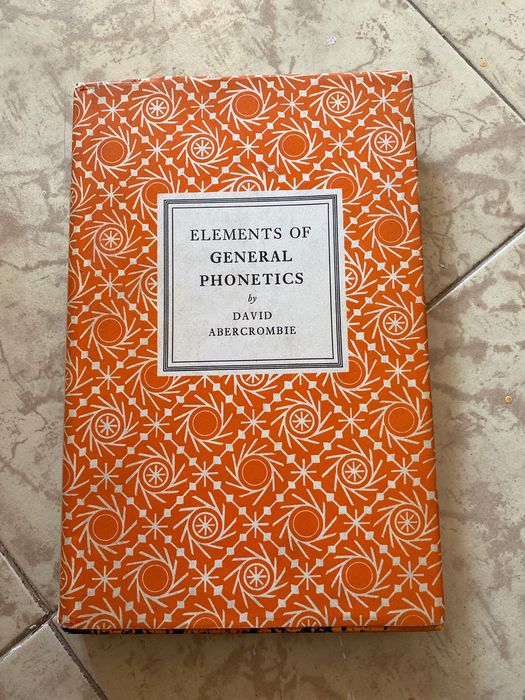 ELEMENTS OF
GENERAL
PHONETICS
by
DAVID
ABERCROMBIE